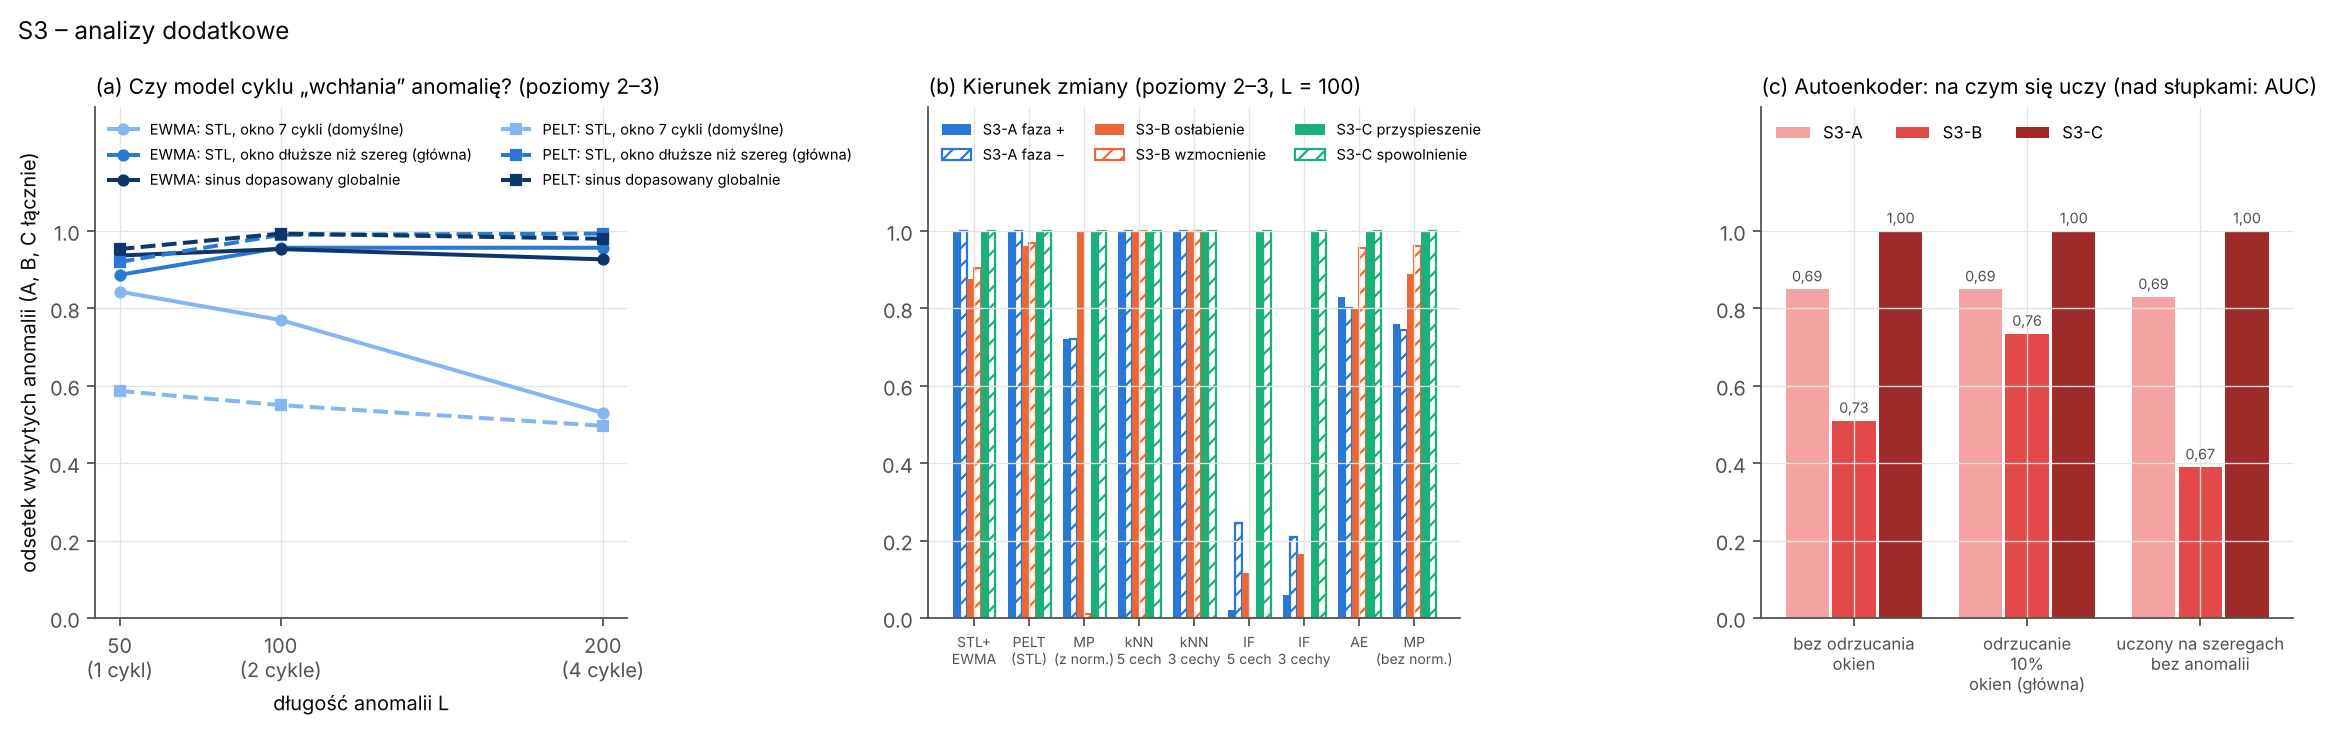 S3 – analizy dodatkowe
(a) Czy model cyklu „wchłania” anomalię? (poziomy 2–3)
EWMA: STL, okno 7 cykli (domyślne)
EWMA: STL, okno dłuższe niż szereg (główna)
EWMA: sinus dopasowany globalnie
PELT: STL, okno 7 cykli (domyślne)
PELT: STL, okno dłuższe niż szereg (główna)
PELT: sinus dopasowany globalnie
odsetek wykrytych anomalii (A, B, C łącznie)
1.0
0.8
0.6
0.4
0.2
0.0
50
(1 cykl)
100
(2 cykle)
200
(4 cykle)
długość anomalii L
(b) Kierunek zmiany (poziomy 2–3, L = 100)
S3-A faza +
S3-A faza −
S3-B osłabienie
S3-B wzmocnienie
S3-C przyspieszenie
S3-C spowolnienie
1.0
0.8
0.6
0.4
0.2
0.0
STL+
EWMA
PELT
(STL)
MP
(z norm.)
kNN
5 cech
kNN
3 cechy
IF
5 cech
IF
3 cechy
AE
MP
(bez norm.)
(c) Autoenkoder: na czym się uczy (nad słupkami: AUC)
S3-A
S3-B
S3-C
1.0
0.8
0.6
0.4
0.2
0.0
0,69
0,73
1,00
0,69
0,76
1,00
0,69
0,67
1,00
bez odrzucania
okien
odrzucanie
10%
okien (główna)
uczony na szeregach
bez anomalii